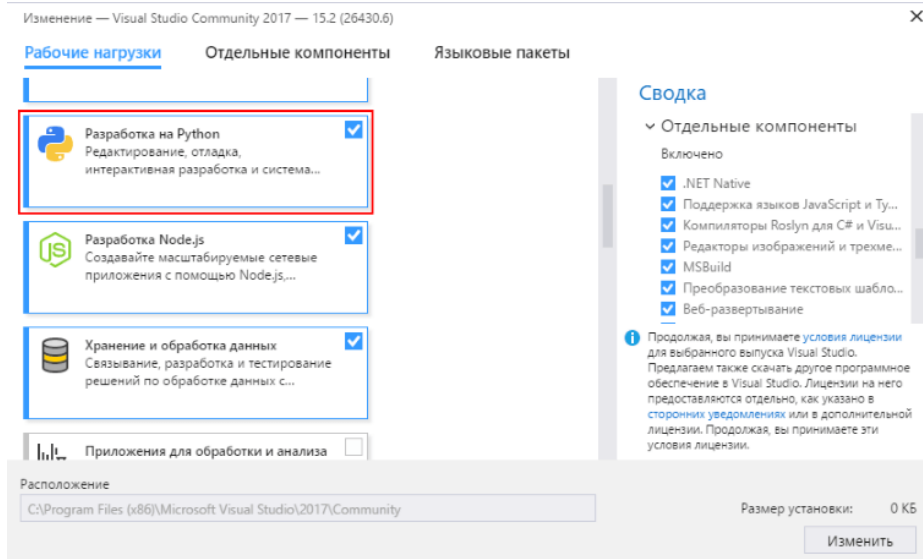 Изменение — Visual Studio Community 2017 — 15.2 (26430.6)
Рабочие нагрузки Отдельные компоненты Языковые пакеты
Разработка на Python
Редактирование, отладка,
интерактивная разработка и система...
Разработка Node.js
Создавайте масштабируемые сетевые
приложения с помощью Node.js,...
Хранение и обработка данных
Связывание, разработка и тестирование
решений по обработке данных с...
Приложения для обработки и анализа
Сводка
Отдельные компоненты
Включено
.NET Native
Поддержка языков JavaScript и Ty...
Компиляторы Roslyn для C# и Visu...
Редакторы изображений и трехме...
MSBuild
Преобразование текстовых шабло...
Веб-развертывание
Продолжая, вы принимаете условия лицензии
для выбранного выпуска Visual Studio.
Предлагаем также скачать другое программное
обеспечение в Visual Studio. Лицензии на него
предоставляются отдельно, как указано в
сторонних уведомлениях или в дополнительной
лицензии. Продолжая, вы принимаете эти
условия лицензии.
Расположение
C:\Program Files (x86)\Microsoft Visual Studio\2017\Community
Размер установки: 0 КБ
Изменить